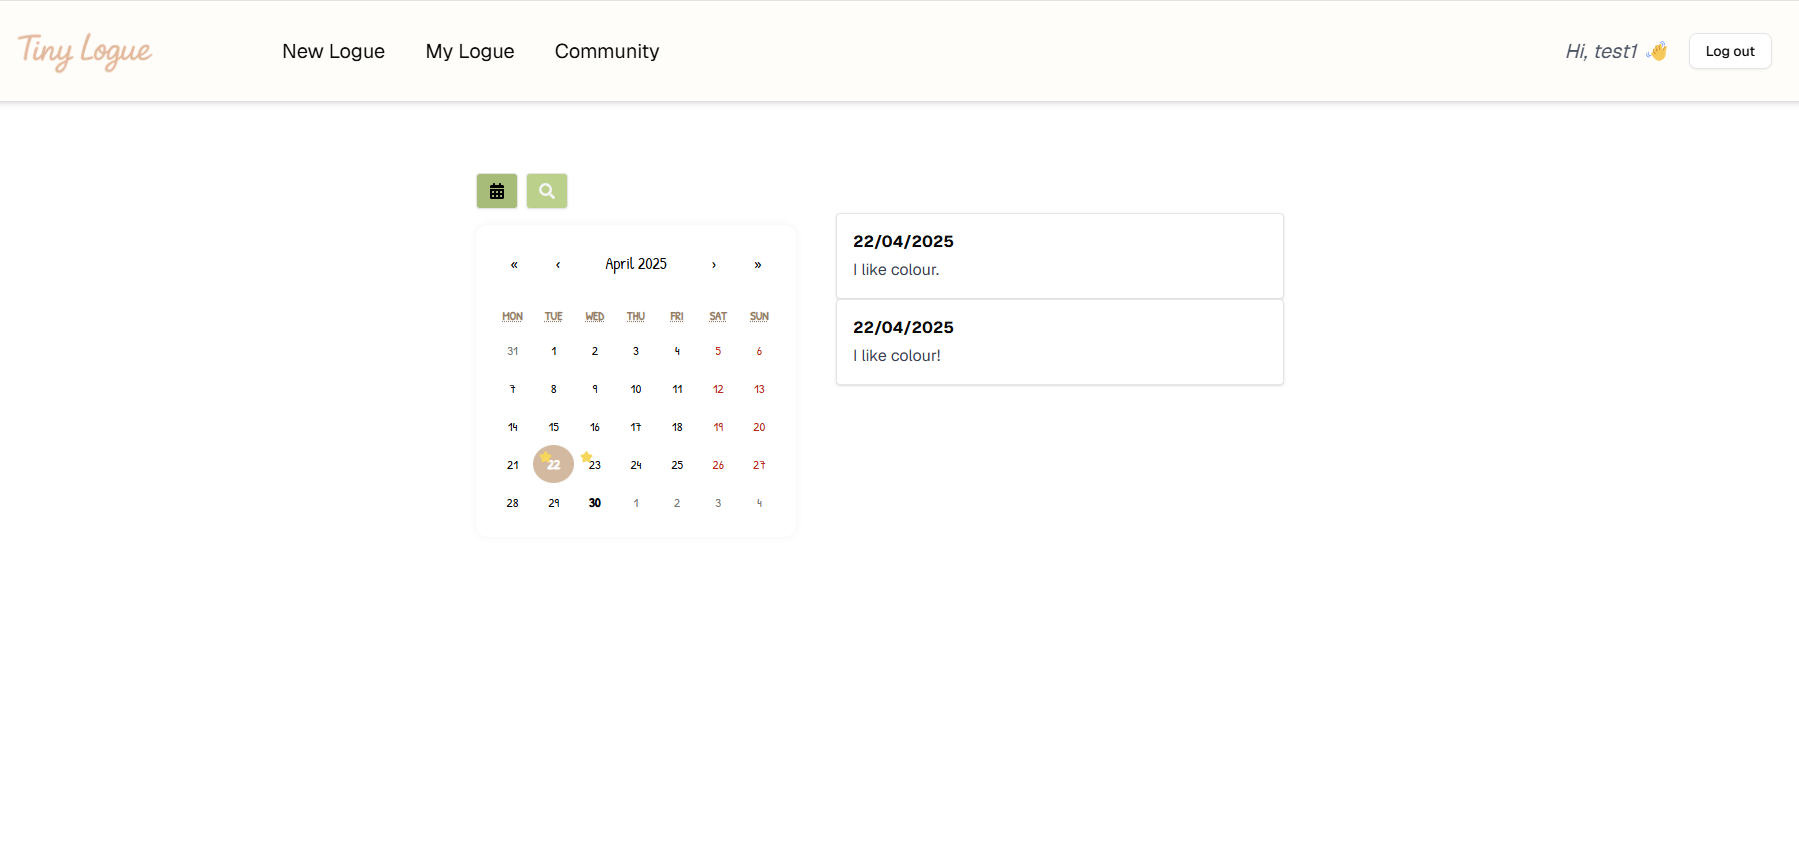 Tiny Logue
New Logue My Logue Community
Hi, test1 👋 Log out
« ‹ April 2025 › »
MON TUE WED THU FRI SAT SUN
31 1 2 3 4 5 6
7 8 9 10 11 12 13
14 15 16 17 18 19 20
21 22 23 24 25 26 27
28 29 30 1 2 3 4
22/04/2025
I like colour.
22/04/2025
I like colour!